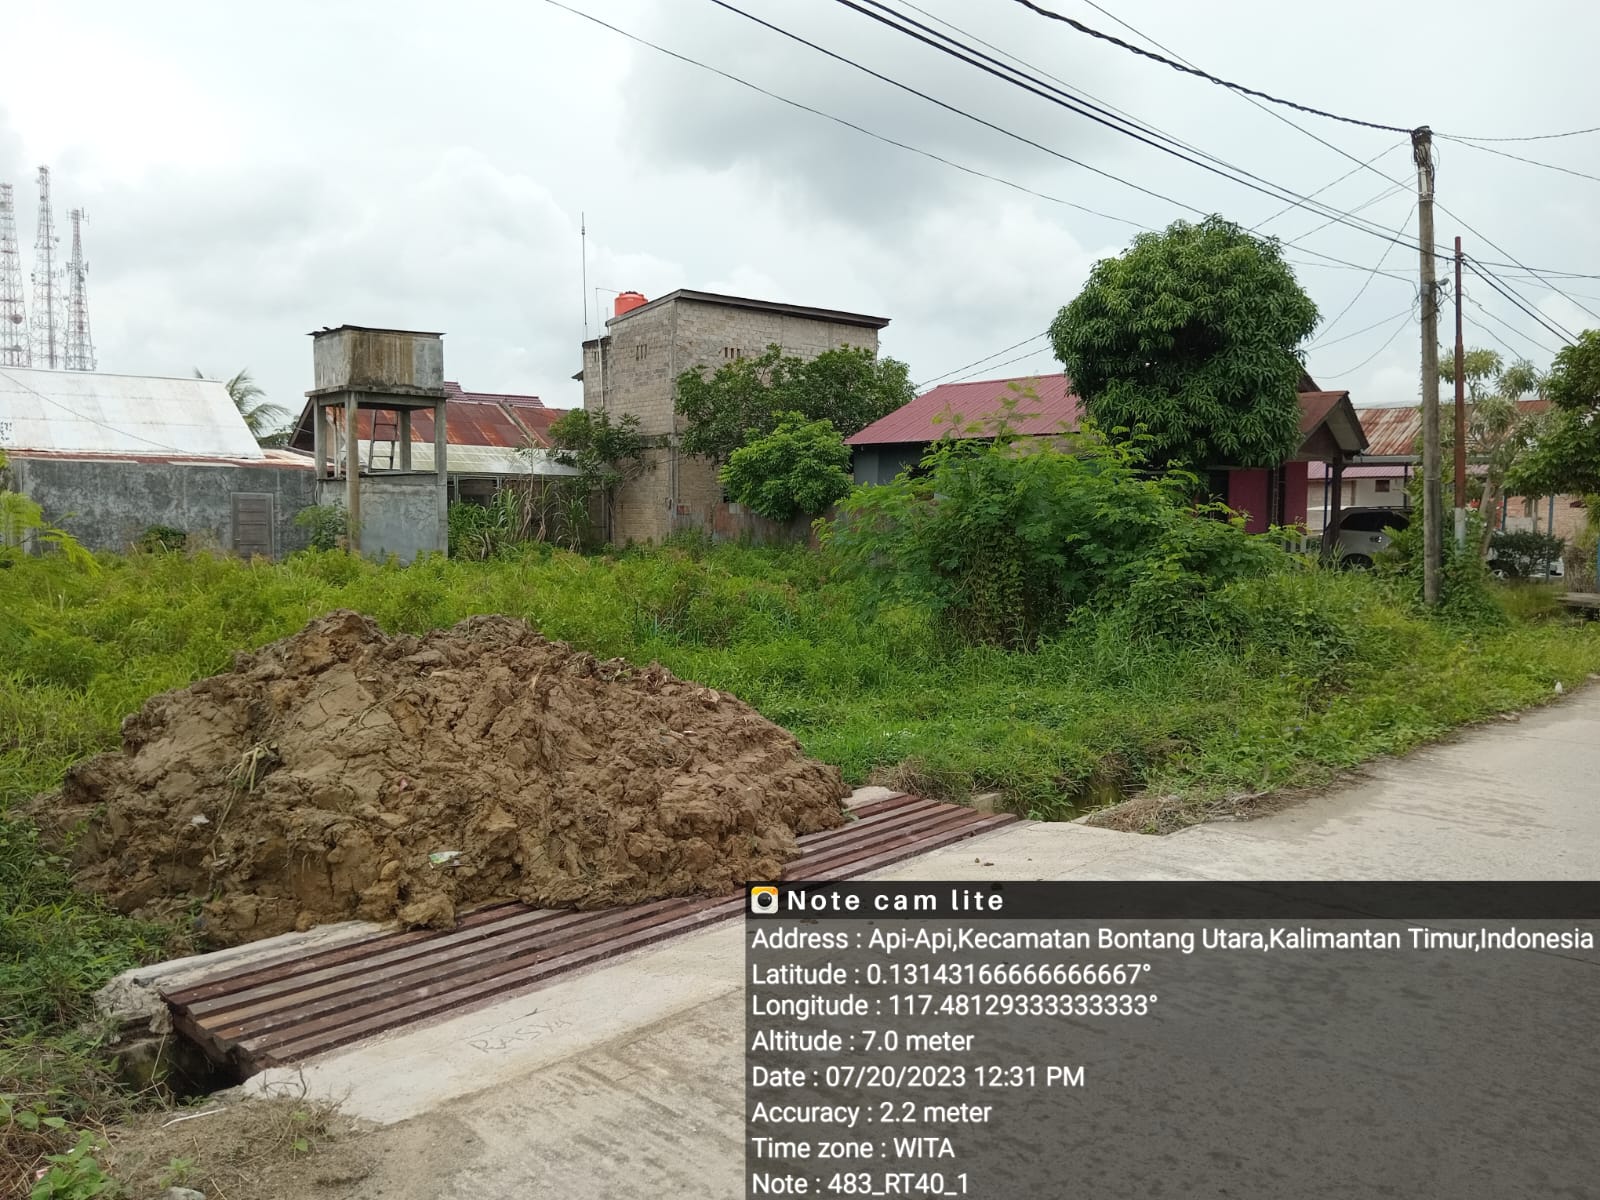 RASYA
Note cam lite
Address : Api-Api,Kecamatan Bontang Utara,Kalimantan Timur,Indonesia
Latitude : 0.13143166666666667°
Longitude : 117.48129333333333°
Altitude : 7.0 meter
Date : 07/20/2023 12:31 PM
Accuracy : 2.2 meter
Time zone : WITA
Note : 483_RT40_1